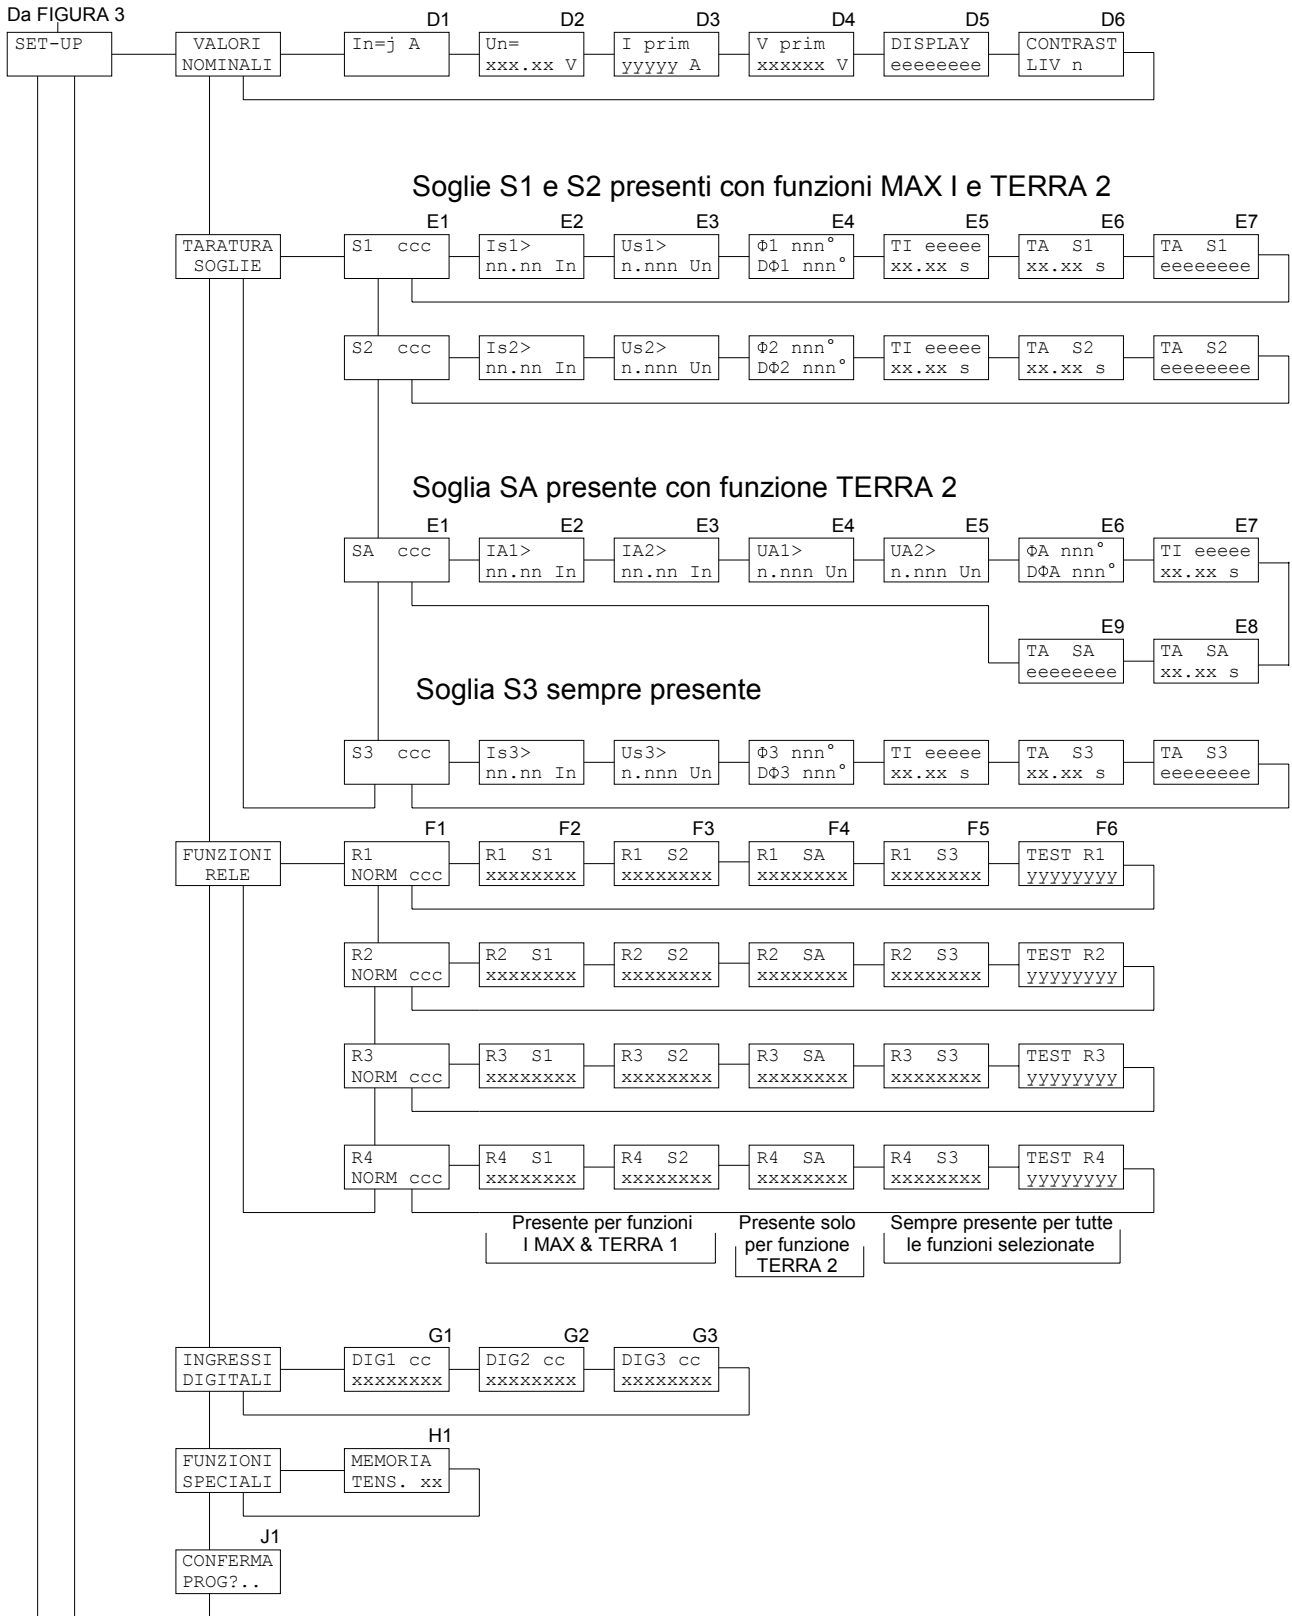 Da FIGURA 3
D1 D2 D3 D4 D5 D6
SET-UP VALORI In=j A Un= I prim V prim DISPLAY CONTRAST
NOMINALI xxx.xx V yyyyy A xxxxxx V eeeeeeee LIV n
Soglie S1 e S2 presenti con funzioni MAX I e TERRA 2
E1 E2 E3 E4 E5 E6 E7
TARATURA S1 ccc Is1> Us1> Φ1 nnn° TI eeeee TA S1 TA S1
SOGLIE nn.nn In n.nnn Un DΦ1 nnn° xx.xx s xx.xx s eeeeeeee
S2 ccc Is2> Us2> Φ2 nnn° TI eeeee TA S2 TA S2
nn.nn In n.nnn Un DΦ2 nnn° xx.xx s xx.xx s eeeeeeee
Soglia SA presente con funzione TERRA 2
E1 E2 E3 E4 E5 E6 E7
SA ccc IA1> IA2> UA1> UA2> ΦA nnn° TI eeeee
nn.nn In nn.nn In n.nnn Un n.nnn Un DΦA nnn° xx.xx s
E9 E8
TA SA TA SA
eeeeeeee xx.xx s
Soglia S3 sempre presente
S3 ccc Is3> Us3> Φ3 nnn° TI eeeee TA S3 TA S3
nn.nn In n.nnn Un DΦ3 nnn° xx.xx s xx.xx s eeeeeeee
F1 F2 F3 F4 F5 F6
FUNZIONI R1 R1 S1 R1 S2 R1 SA R1 S3 TEST R1
RELE NORM ccc xxxxxxxx xxxxxxxx xxxxxxxx xxxxxxxx yyyyyyyy
R2 R2 S1 R2 S2 R2 SA R2 S3 TEST R2
NORM ccc xxxxxxxx xxxxxxxx xxxxxxxx xxxxxxxx yyyyyyyy
R3 R3 S1 R3 S2 R3 SA R3 S3 TEST R3
NORM ccc xxxxxxxx xxxxxxxx xxxxxxxx xxxxxxxx yyyyyyyy
R4 R4 S1 R4 S2 R4 SA R4 S3 TEST R4
NORM ccc xxxxxxxx xxxxxxxx xxxxxxxx xxxxxxxx yyyyyyyy
Presente per funzioni Presente solo Sempre presente per tutte
I MAX & TERRA 1 per funzione le funzioni selezionate
TERRA 2
G1 G2 G3
INGRESSI DIG1 cc DIG2 cc DIG3 cc
DIGITALI xxxxxxxx xxxxxxxx xxxxxxxx
H1
FUNZIONI MEMORIA
SPECIALI TENS. xx
J1
CONFERMA
PROG?..